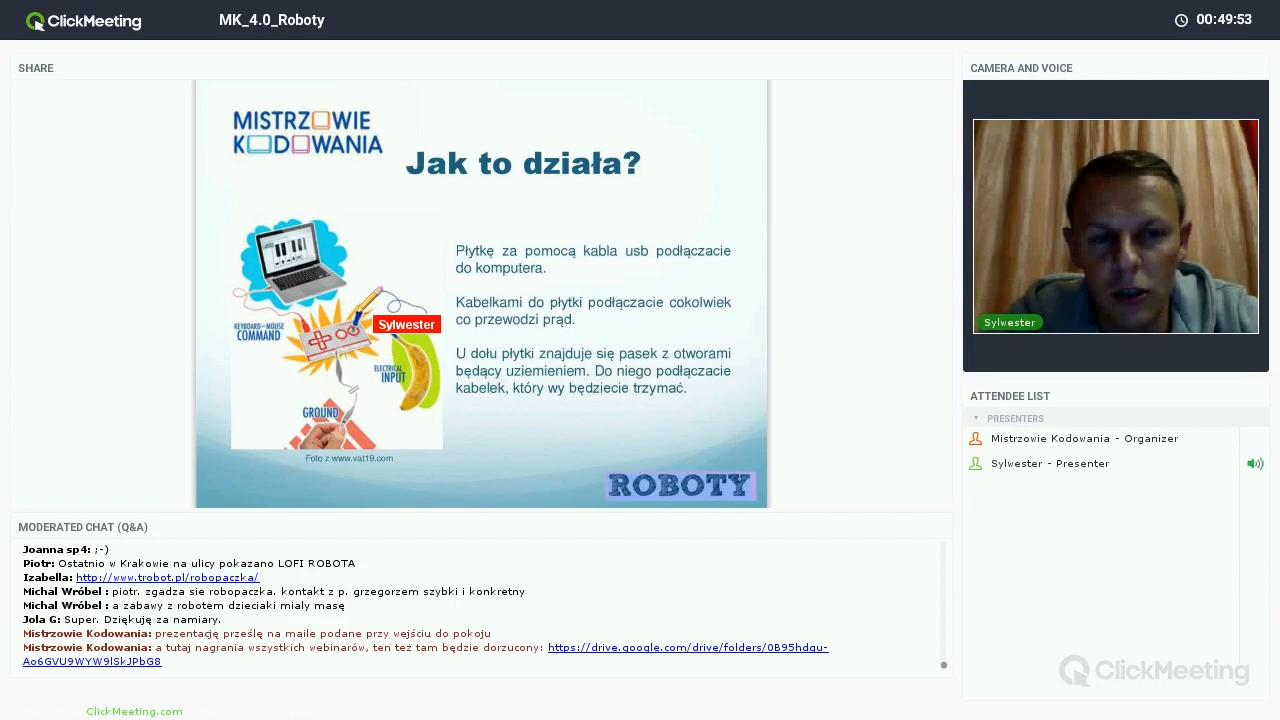 ClickMeeting
MK_4.0_Roboty
00:49:53
SHARE
MISTRZOWIE
KODOWANIA
Jak to działa?
KEYBOARD or MOUSE
COMMAND
Sylwester
ELECTRICAL
INPUT
GROUND
Foto z www.vat19.com
Płytkę za pomocą kabla usb podłączacie
do komputera.
Kabelkami do płytki podłączacie cokolwiek
co przewodzi prąd.
U dołu płytki znajduje się pasek z otworami
będący uziemieniem. Do niego podłączacie
kabelek, który wy będziecie trzymać.
ROBOTY
CAMERA AND VOICE
Sylwester
ATTENDEE LIST
PRESENTERS
Mistrzowie Kodowania - Organizer
Sylwester - Presenter
ClickMeeting
MODERATED CHAT (Q&A)
Joanna sp4: ;-)
Piotr: Ostatnio w Krakowie na ulicy pokazano LOFI ROBOTA
Izabella: http://www.trobot.pl/robopaczka/
Michal Wróbel : piotr. zgadza sie robopaczka. kontakt z p. grzegorzem szybki i konkretny
Michal Wróbel : a zabawy z robotem dzieciaki mialy masę
Jola G: Super. Dziękuję za namiary.
Mistrzowie Kodowania: prezentację prześlę na maile podane przy wejściu do pokoju
Mistrzowie Kodowania: a tutaj nagrania wszystkich webinarów, ten też tam będzie dorzucony: https://drive.google.com/drive/folders/0B95hdqu-
Ao6GVU9WYW9lSkJPbG8
ClickMeeting.com